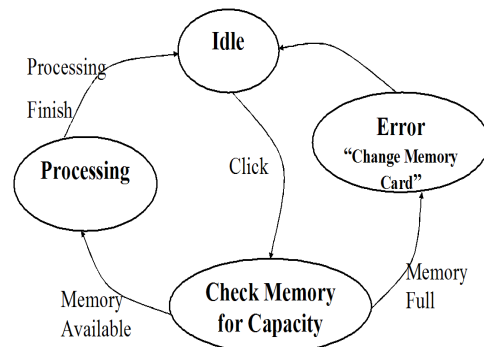 Idle
Processing
Finish
Error
“Change Memory
Card”
Processing
Click
Check Memory
for Capacity
Memory
Available
Memory
Full